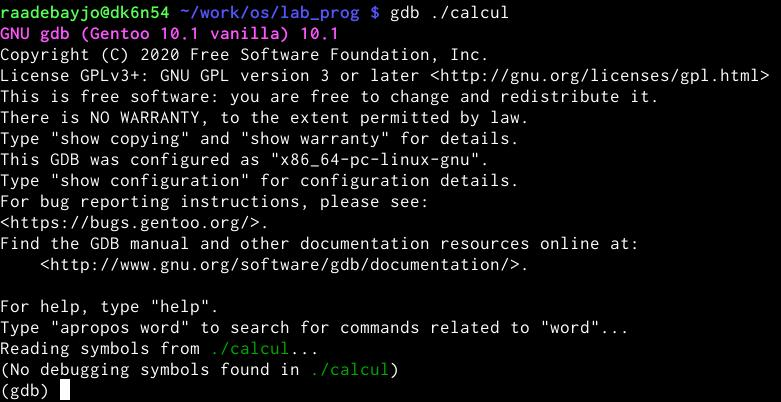 raadebayjo@dk6n54 ~/work/os/lab_prog $ gdb ./calcul
GNU gdb (Gentoo 10.1 vanilla) 10.1
Copyright (C) 2020 Free Software Foundation, Inc.
License GPLv3+: GNU GPL version 3 or later <http://gnu.org/licenses/gpl.html>
This is free software: you are free to change and redistribute it.
There is NO WARRANTY, to the extent permitted by law.
Type "show copying" and "show warranty" for details.
This GDB was configured as "x86_64-pc-linux-gnu".
Type "show configuration" for configuration details.
For bug reporting instructions, please see:
<https://bugs.gentoo.org/>.
Find the GDB manual and other documentation resources online at:
    <http://www.gnu.org/software/gdb/documentation/>.

For help, type "help".
Type "apropos word" to search for commands related to "word"...
Reading symbols from ./calcul...
(No debugging symbols found in ./calcul)
(gdb)